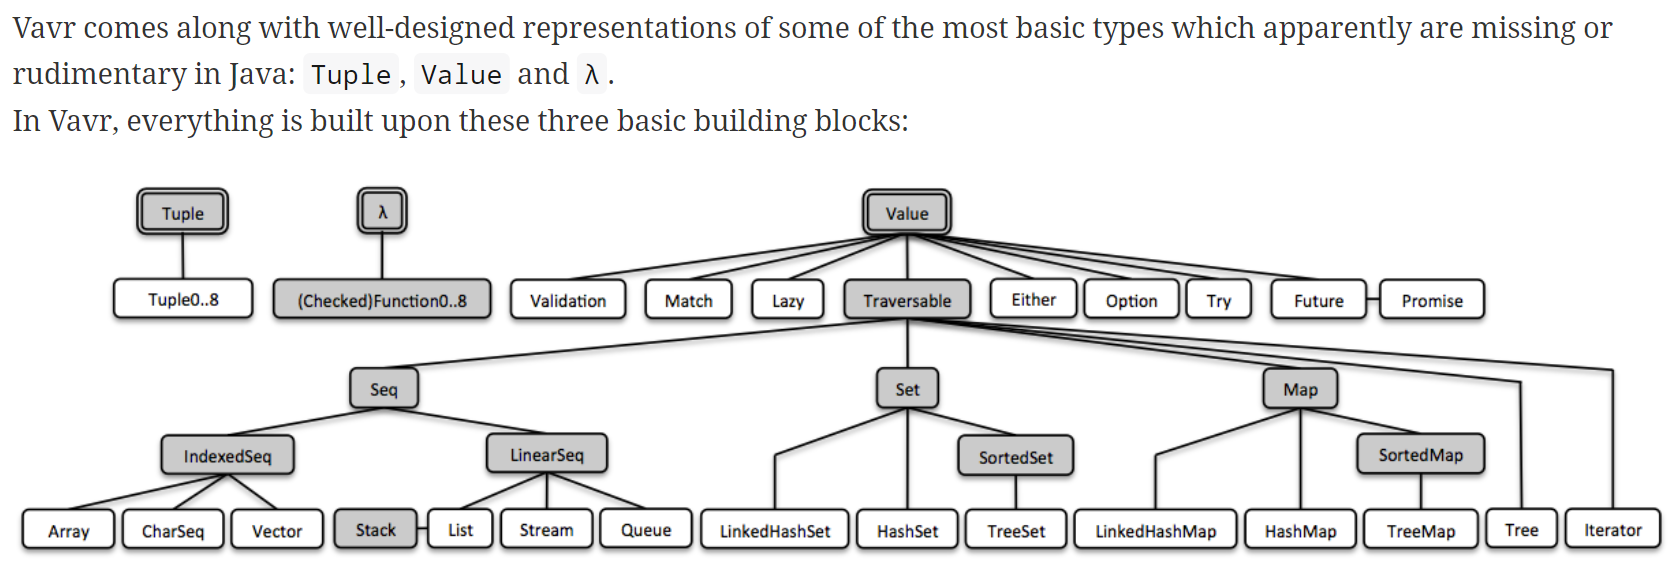 Vavr comes along with well-designed representations of some of the most basic types which apparently are missing or
rudimentary in Java: Tuple, Value and λ.
In Vavr, everything is built upon these three basic building blocks:
Tuple λ Value
Tuple0..8 (Checked)Function0..8 Validation Match Lazy Traversable Either Option Try Future Promise
Seq Set Map
IndexedSeq LinearSeq SortedSet SortedMap
Array CharSeq Vector Stack List Stream Queue LinkedHashSet HashSet TreeSet LinkedHashMap HashMap TreeMap Tree Iterator